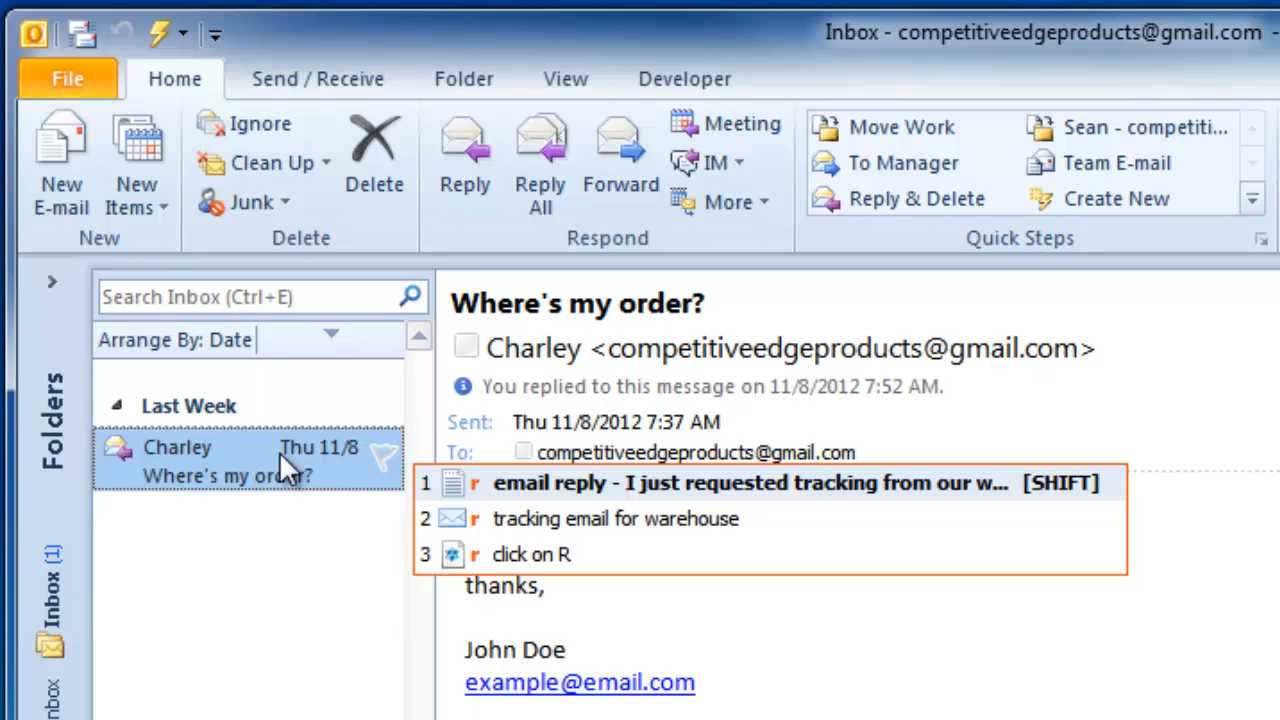 Inbox - competitiveedgeproducts@gmail.com -
File Home Send / Receive Folder View Developer
New E-mail
New Items
New
Ignore
Clean Up
Junk
Delete
Delete
Reply
Reply All
Forward
Meeting
IM
More
Respond
Move Work
To Manager
Reply & Delete
Sean - competiti...
Team E-mail
Create New
Quick Steps
Folders
Inbox (1)
nbox
Search Inbox (Ctrl+E)
Arrange By: Date
Last Week
Charley Thu 11/8
Where's my order?
Where's my order?
Charley <competitiveedgeproducts@gmail.com>
You replied to this message on 11/8/2012 7:52 AM.
Sent: Thu 11/8/2012 7:37 AM
To: competitiveedgeproducts@gmail.com
1 r email reply - I just requested tracking from our w... [SHIFT]
2 r tracking email for warehouse
3 r click on R
thanks,
John Doe
example@email.com